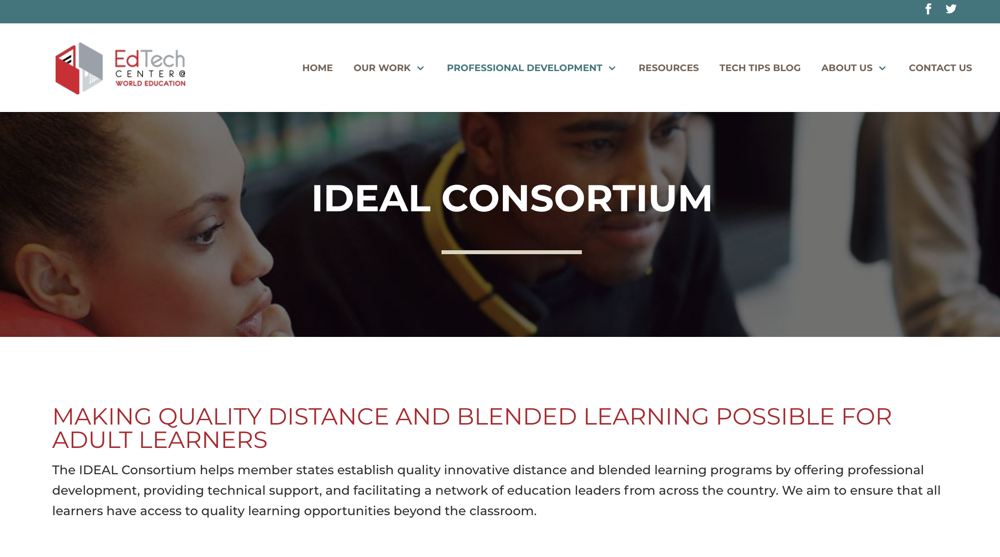 EdTech
CENTER@
WORLD EDUCATION
HOME OUR WORK PROFESSIONAL DEVELOPMENT RESOURCES TECH TIPS BLOG ABOUT US CONTACT US
IDEAL CONSORTIUM
MAKING QUALITY DISTANCE AND BLENDED LEARNING POSSIBLE FOR
ADULT LEARNERS
The IDEAL Consortium helps member states establish quality innovative distance and blended learning programs by offering professional
development, providing technical support, and facilitating a network of education leaders from across the country. We aim to ensure that all
learners have access to quality learning opportunities beyond the classroom.